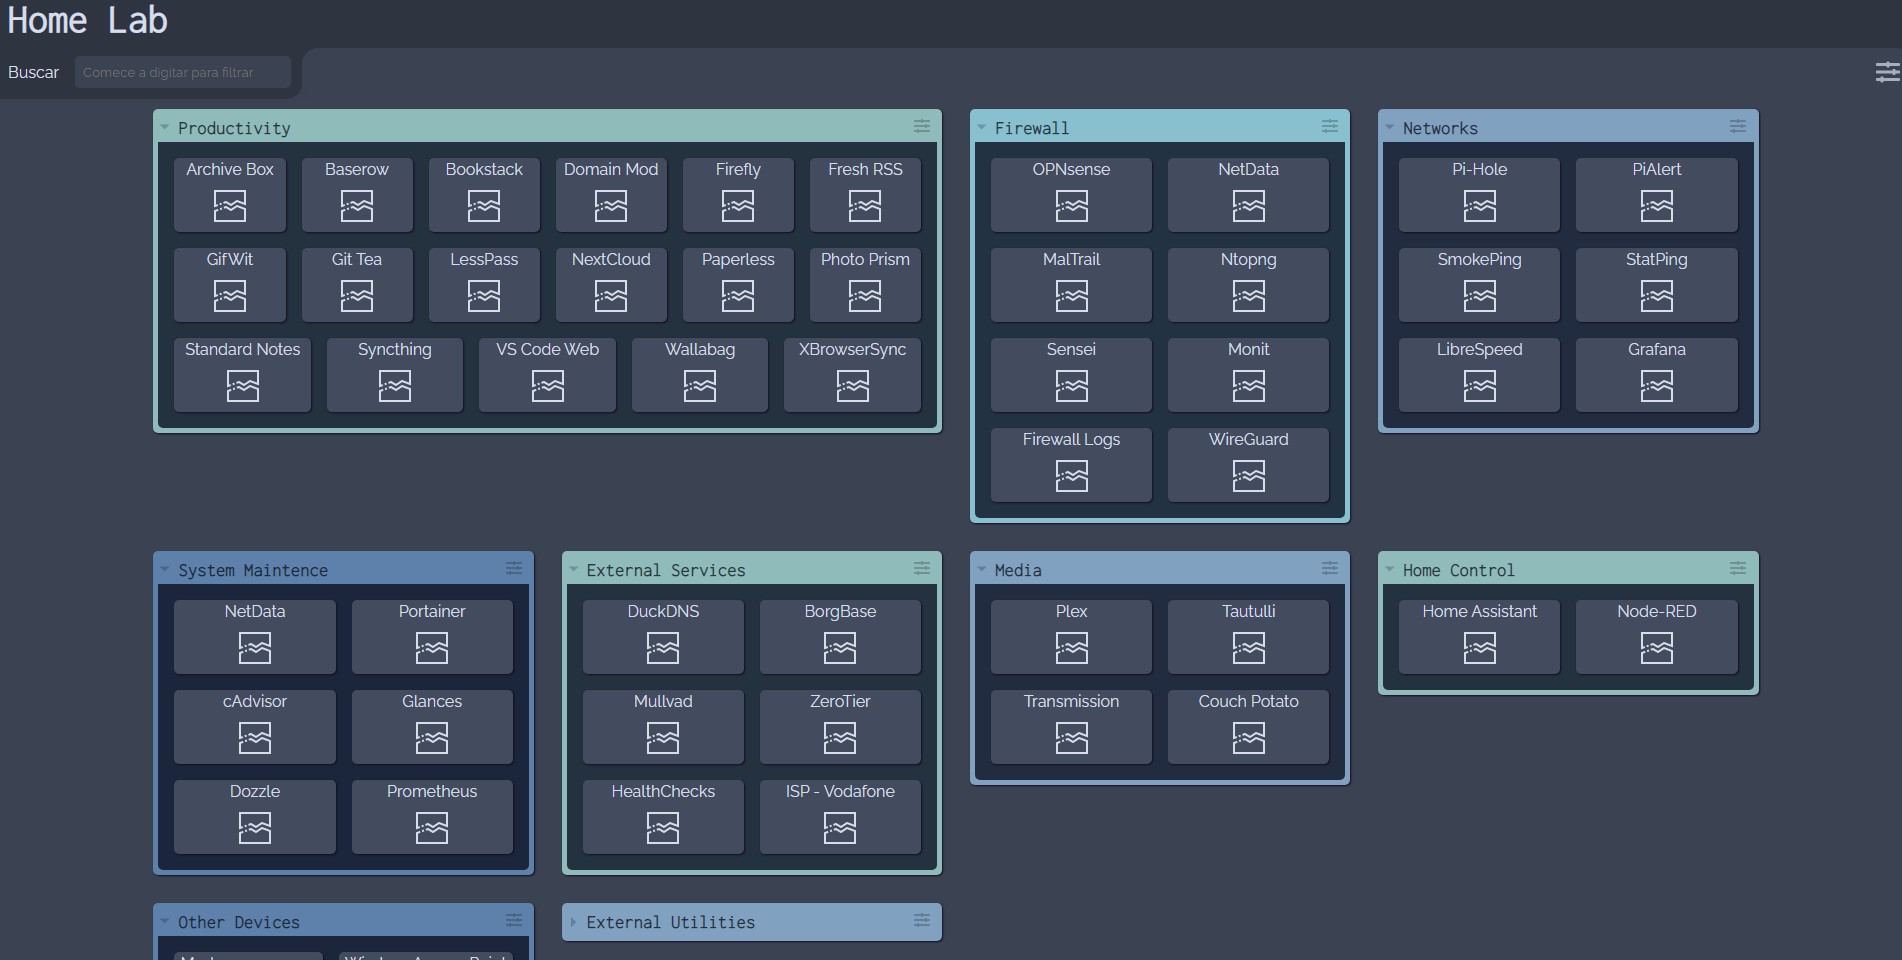 Home Lab
Buscar
Comece a digitar para filtrar
Productivity
Archive Box
Baserow
Bookstack
Domain Mod
Firefly
Fresh RSS
GifWit
Git Tea
LessPass
NextCloud
Paperless
Photo Prism
Standard Notes
Syncthing
VS Code Web
Wallabag
XBrowserSync
Firewall
OPNsense
NetData
MalTrail
Ntopng
Sensei
Monit
Firewall Logs
WireGuard
Networks
Pi-Hole
PiAlert
SmokePing
StatPing
LibreSpeed
Grafana
System Maintence
NetData
Portainer
cAdvisor
Glances
Dozzle
Prometheus
External Services
DuckDNS
BorgBase
Mullvad
ZeroTier
HealthChecks
ISP - Vodafone
Media
Plex
Tautulli
Transmission
Couch Potato
Home Control
Home Assistant
Node-RED
Other Devices
External Utilities